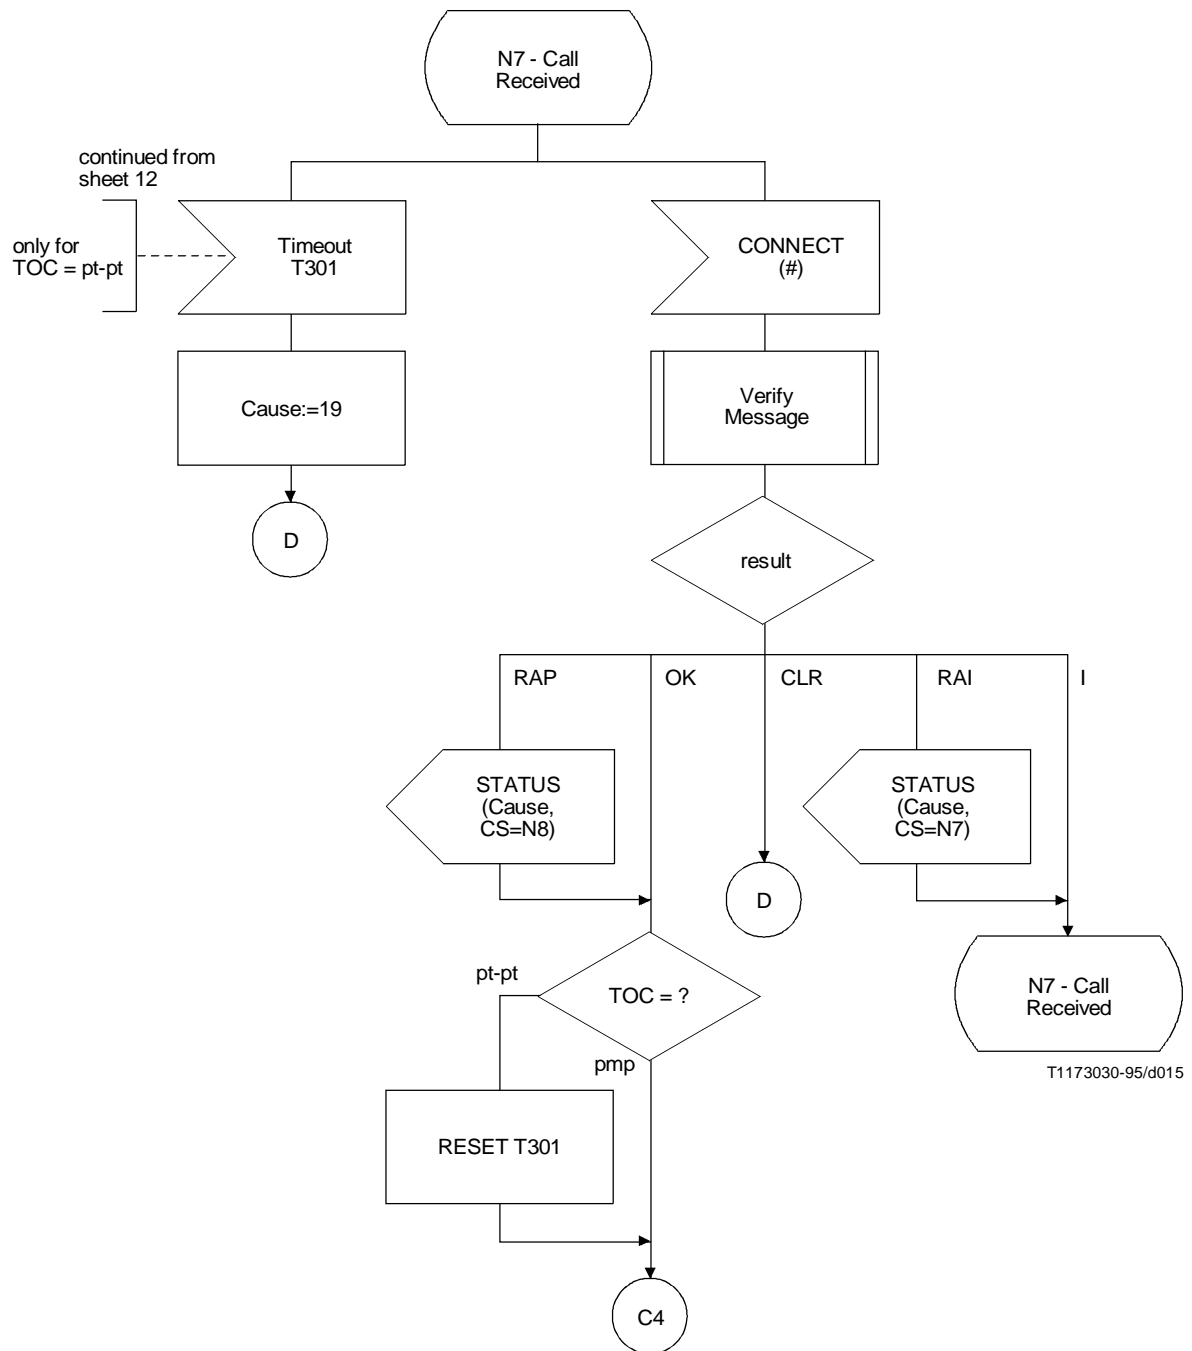 N7 - Call
Received
continued from
sheet 12
only for
TOC = pt-pt
Timeout
T301
CONNECT
(#)
Cause:=19
Verify
Message
D
result
RAP
OK
CLR
RAI
I
STATUS
(Cause,
CS=N8)
STATUS
(Cause,
CS=N7)
D
pt-pt
TOC = ?
N7 - Call
Received
pmp
T1173030-95/d015
RESET T301
C4